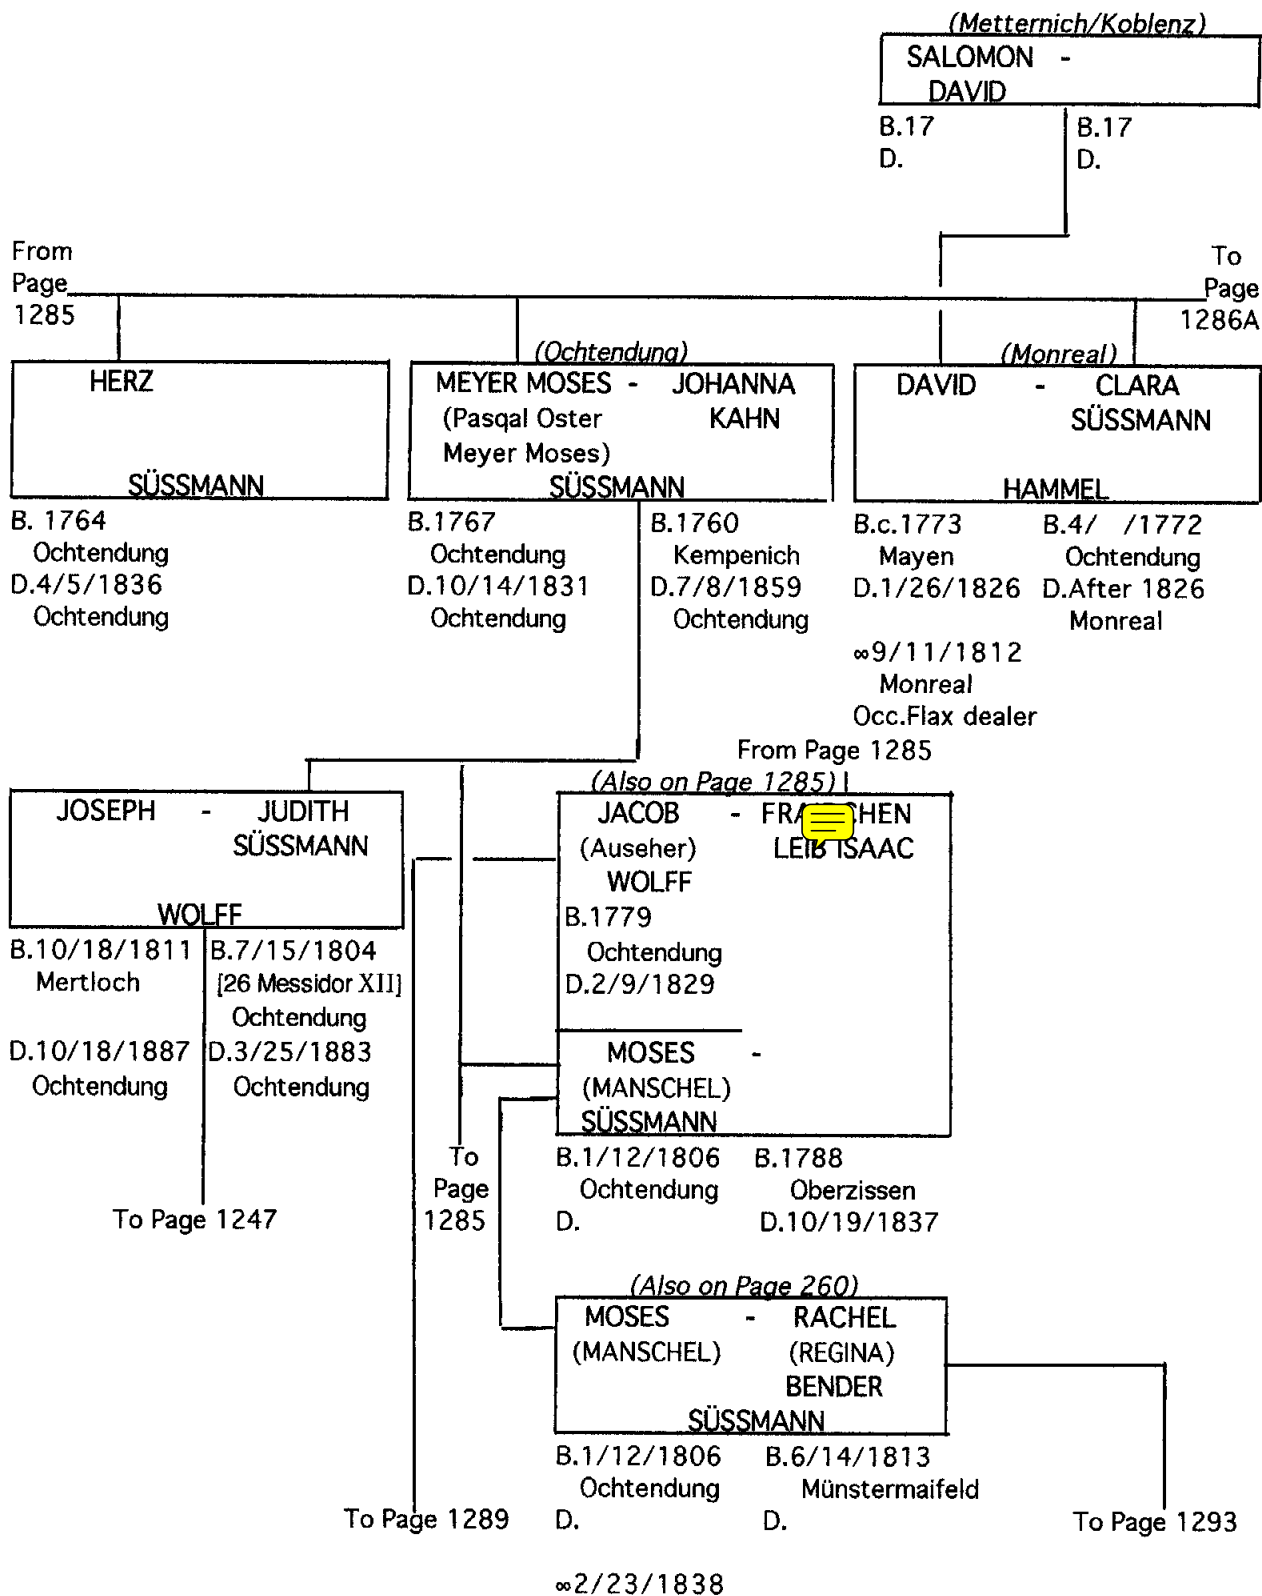 (Metternich/Koblenz)
SALOMON -
DAVID
B.17 B.17
D. D.
From
Page
1285
To
Page
1286A
HERZ
SÜSSMANN
B. 1764
Ochtendung
D.4/5/1836
Ochtendung
(Ochtendung)
MEYER MOSES - JOHANNA
(Pasqal Oster KAHN
Meyer Moses)
SÜSSMANN
B.1767 B.1760
Ochtendung Kempenich
D.10/14/1831 D.7/8/1859
Ochtendung Ochtendung
(Monreal)
DAVID - CLARA
SÜSSMANN
HAMMEL
B.c.1773 B.4/ /1772
Mayen Ochtendung
D.1/26/1826 D.After 1826
Monreal
∞9/11/1812
Monreal
Occ.Flax dealer
From Page 1285
JOSEPH - JUDITH
SÜSSMANN
WOLFF
B.10/18/1811 B.7/15/1804
Mertloch [26 Messidor XII]
Ochtendung
D.10/18/1887 D.3/25/1883
Ochtendung Ochtendung
To Page 1247
(Also on Page 1285)
JACOB -
(Auseher) LEIB ISAAC
WOLFF
B.1779
Ochtendung
D.2/9/1829
MOSES -
(MANSCHEL)
SÜSSMANN
To
Page
1285
B.1/12/1806 B.1788
Ochtendung Oberzissen
D. D.10/19/1837
(Also on Page 260)
MOSES - RACHEL
(MANSCHEL) (REGINA)
BENDER
SÜSSMANN
B.1/12/1806 B.6/14/1813
Ochtendung Münstermaifeld
To Page 1289 D. D. To Page 1293
∞2/23/1838